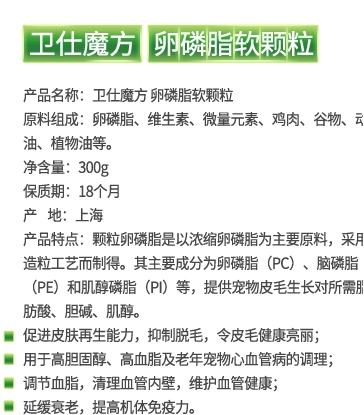 卫仕魔方 卵磷脂软颗粒
产品名称：卫仕魔方 卵磷脂软颗粒
原料组成：卵磷脂、维生素、微量元素、鸡肉、谷物、动
油、植物油等。
净含量：300g
保质期：18个月
产 地：上海
产品特点：颗粒卵磷脂是以浓缩卵磷脂为主要原料，采用
造粒工艺而制得。其主要成分为卵磷脂（PC）、脑磷脂
（PE）和肌醇磷脂（PI）等，提供宠物皮毛生长对所需脂
肪酸、胆碱、肌醇。
促进皮肤再生能力，抑制脱毛，令皮毛健康亮丽；
用于高胆固醇、高血脂及老年宠物心血管病的调理；
调节血脂，清理血管内壁，维护血管健康；
延缓衰老，提高机体免疫力。